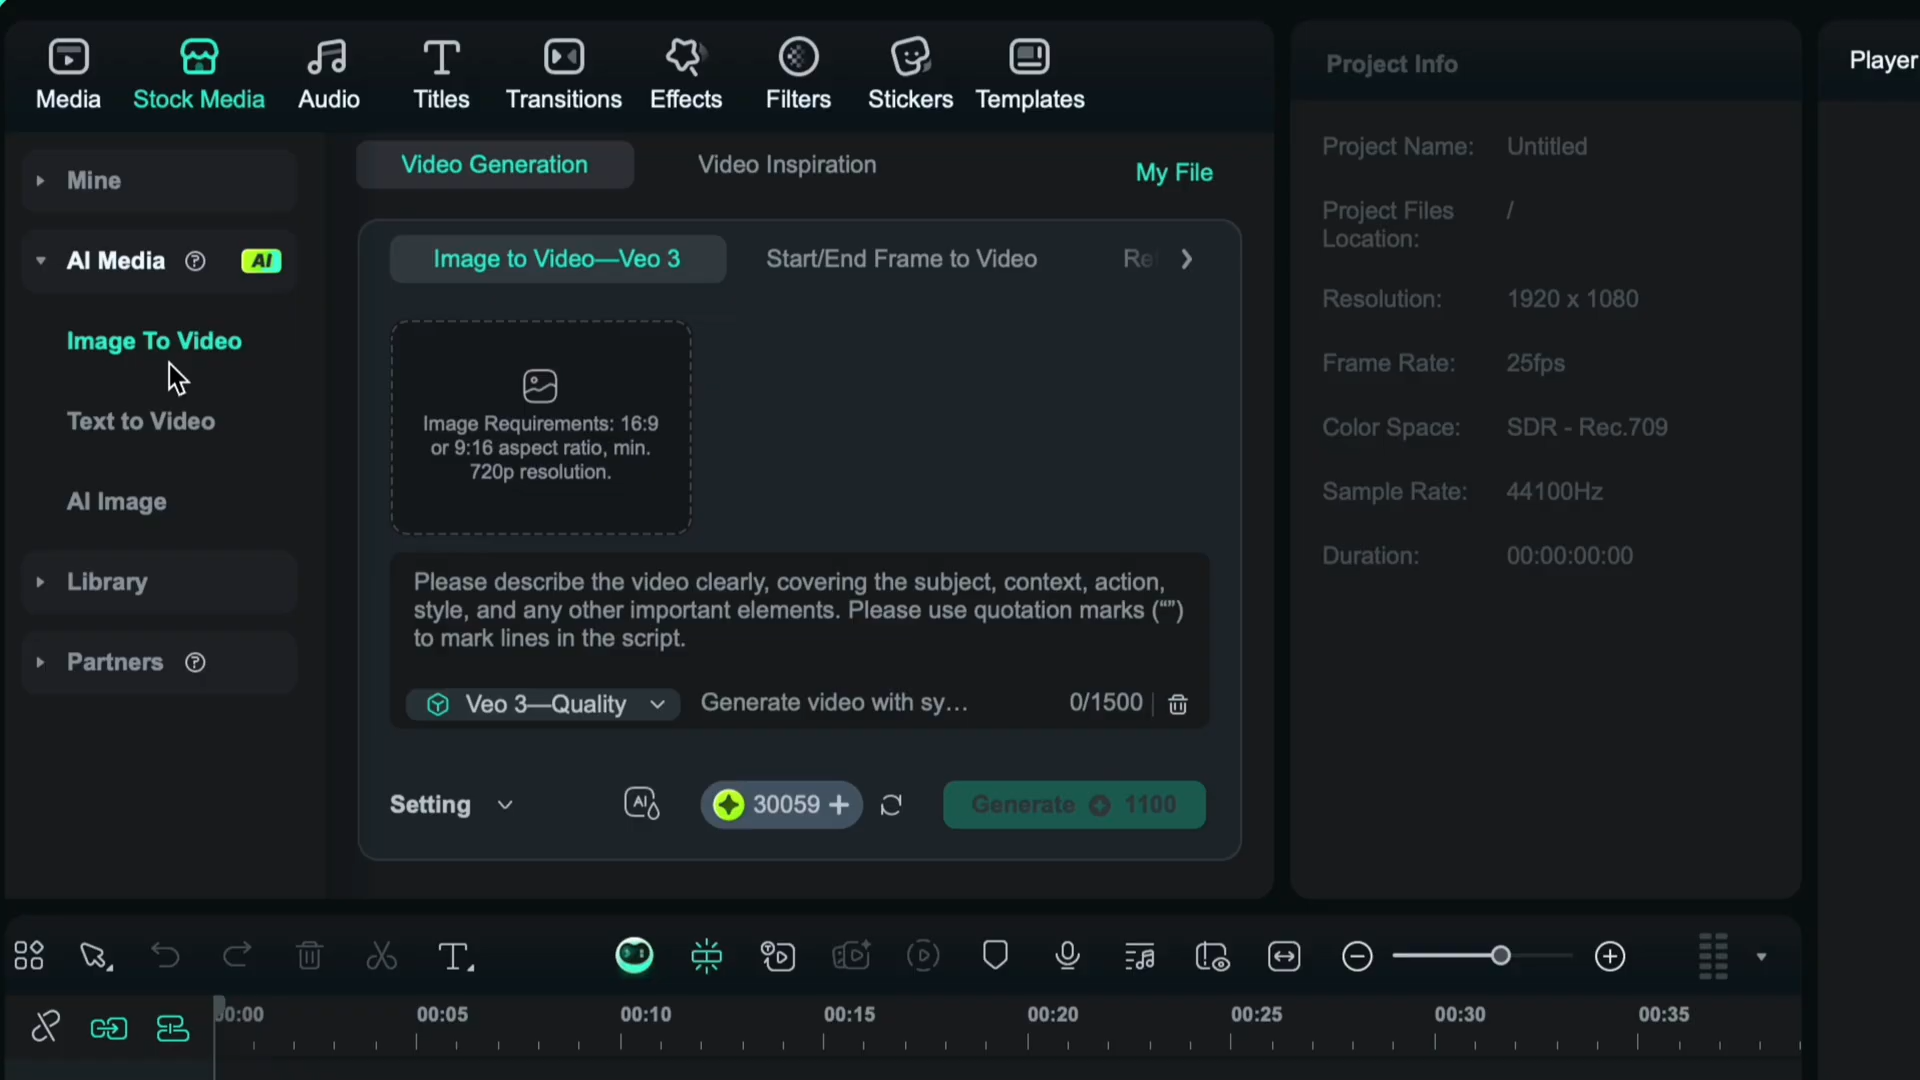 Media
Stock Media
Audio
Titles
Transitions
Effects
Filters
Stickers
Templates
Project Info
Player
Mine
AI Media
AI
Image To Video
Text to Video
AI Image
Library
Partners
Video Generation
Video Inspiration
My File
Image to Video—Veo 3
Start/End Frame to Video
Image Requirements: 16:9
or 9:16 aspect ratio, min.
720p resolution.
Please describe the video clearly, covering the subject, context, action,
style, and any other important elements. Please use quotation marks (“”)
to mark lines in the script.
Veo 3—Quality
Generate video with sy...
0/1500
Setting
AI
30059
Generate 1100
Project Name: Untitled
Project Files
Location:
/
Resolution: 1920 x 1080
Frame Rate: 25fps
Color Space: SDR - Rec.709
Sample Rate: 44100Hz
Duration: 00:00:00:00
00:05
00:10
00:15
00:20
00:25
00:30
00:35